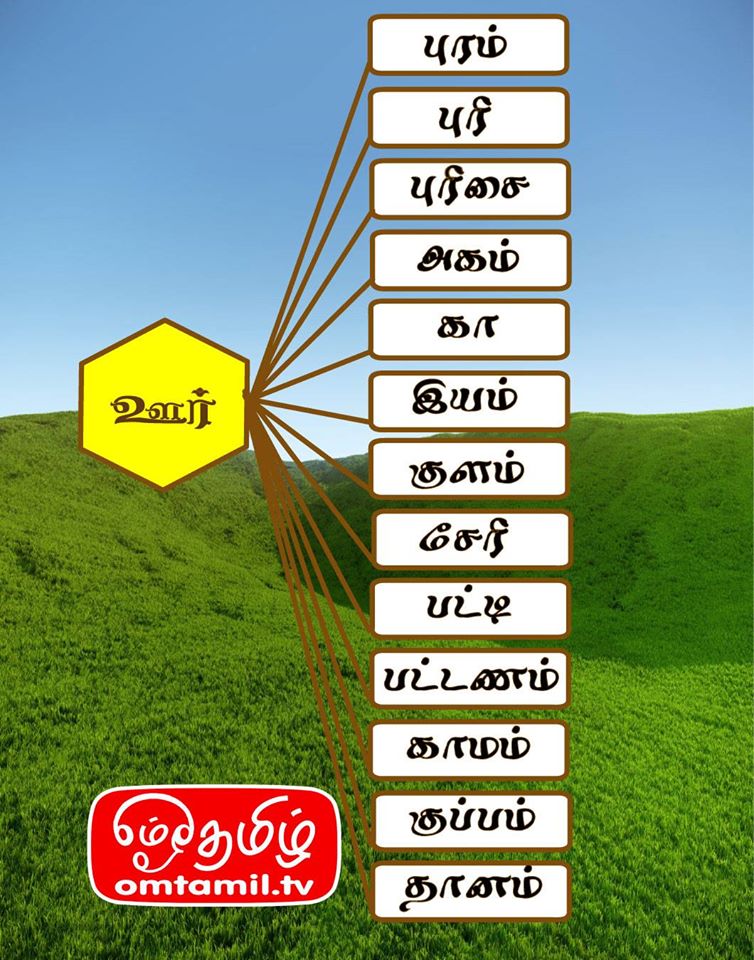 புரம்
புரி
புரிசை
அகம்
கா
இயம்
ஊர்
குளம்
சேரி
பட்டி
பட்டணம்
காமம்
குப்பம்
தானம்
ஓம்தமிழ்
omtamil.tv